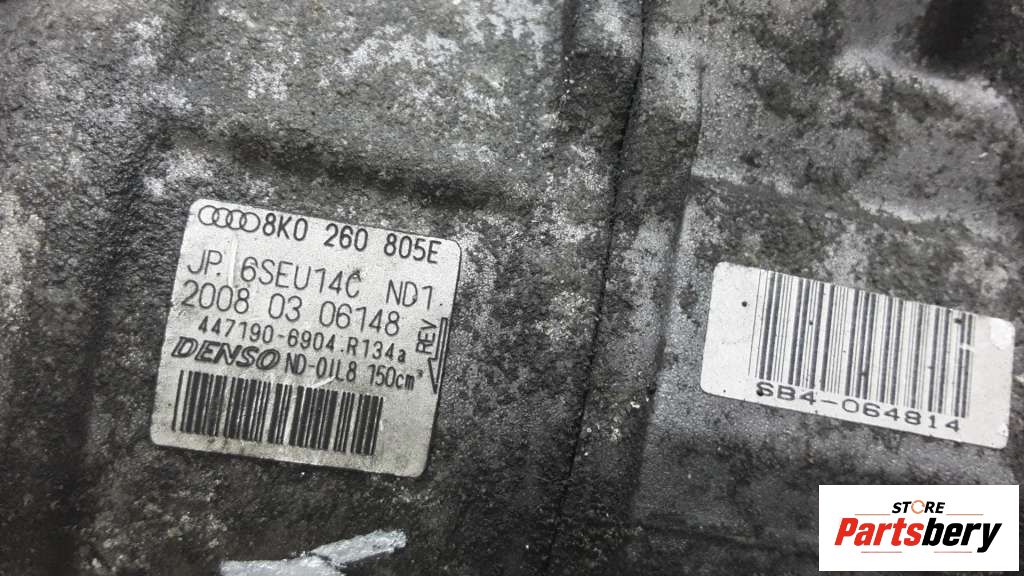 8K0 260 805E
JP. 6SEU14C ND1
2008 03 06148
447190-6904.R134a
DENSO ND-OIL8 150cm³
REV
SB4-064814
STORE
Partsbery